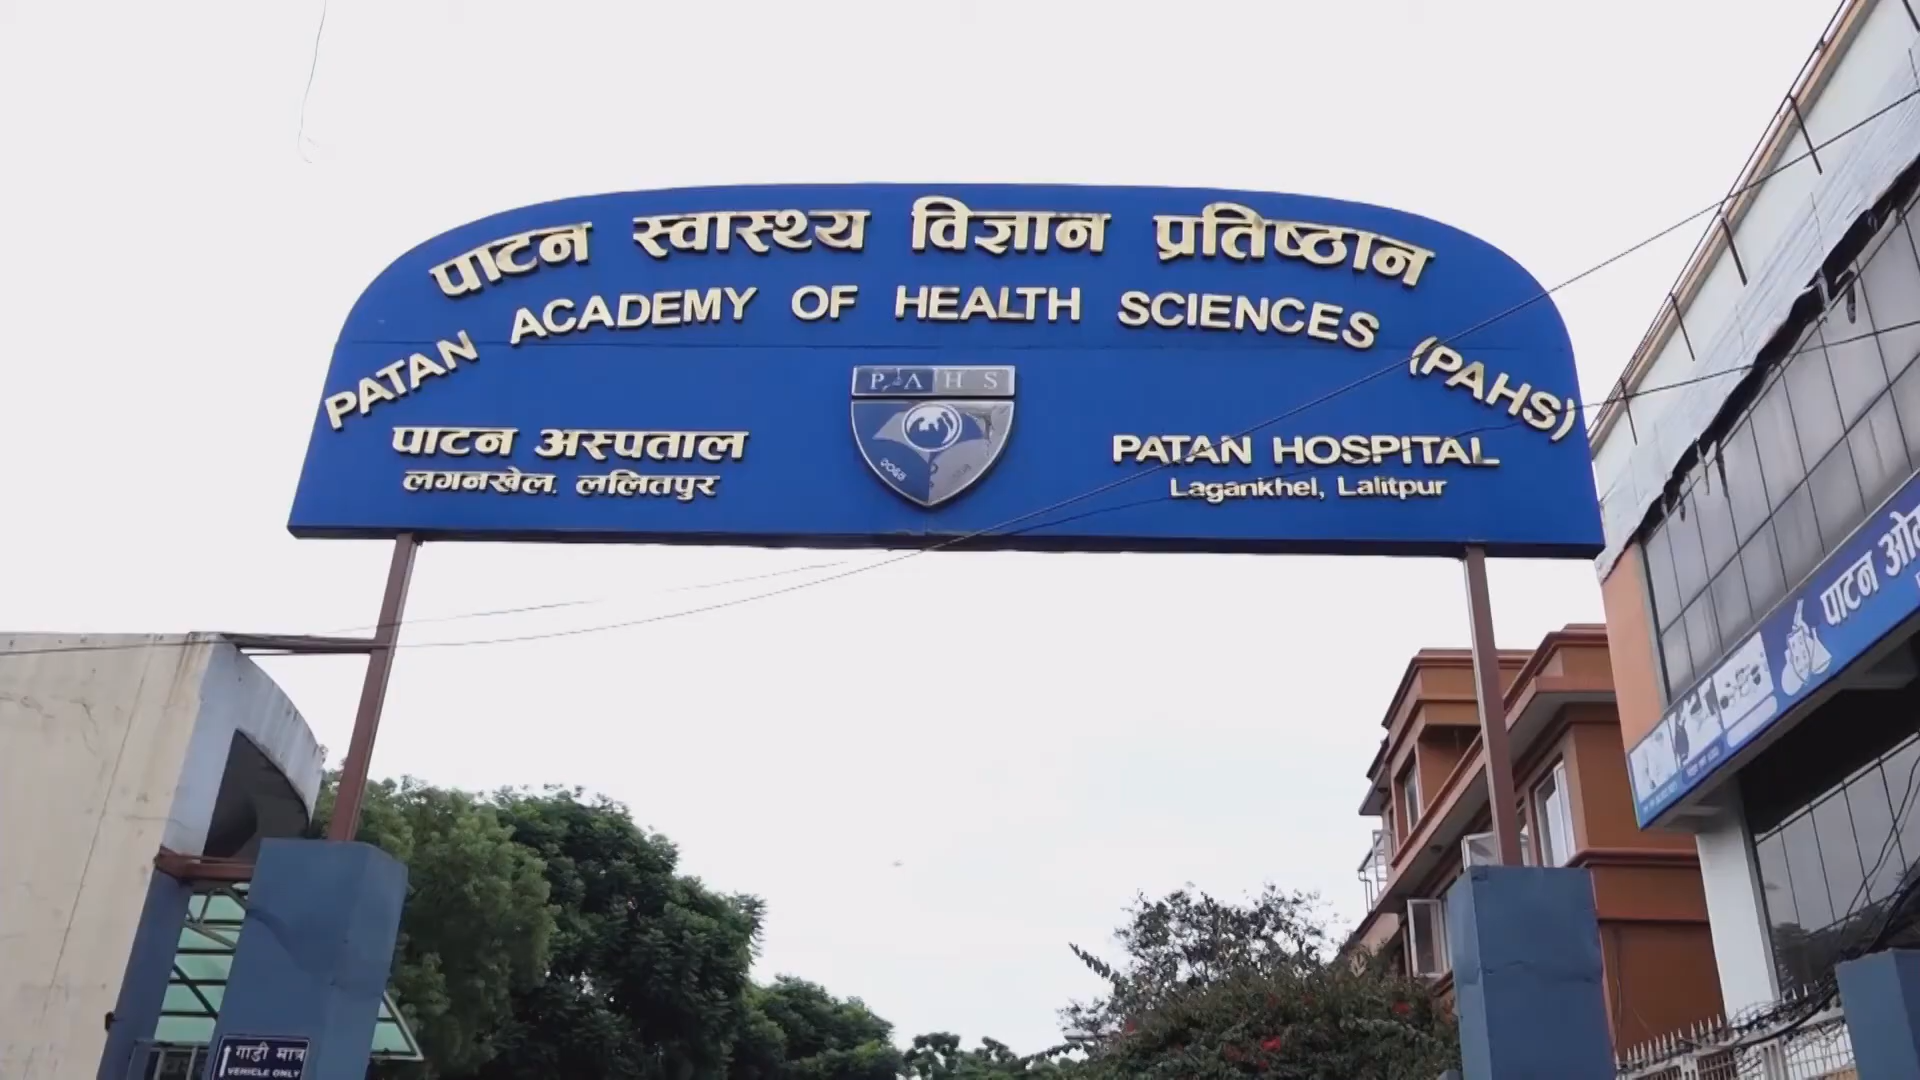 पाटन स्वास्थ्य विज्ञान प्रतिष्ठान
PATAN ACADEMY OF HEALTH SCIENCES (PAHS)
PAHS
पाटन अस्पताल
लगनखेल, ललितपुर
PATAN HOSPITAL
Lagankhel, Lalitpur
पाटन
गाडी मात्र
VEHICLE ONLY